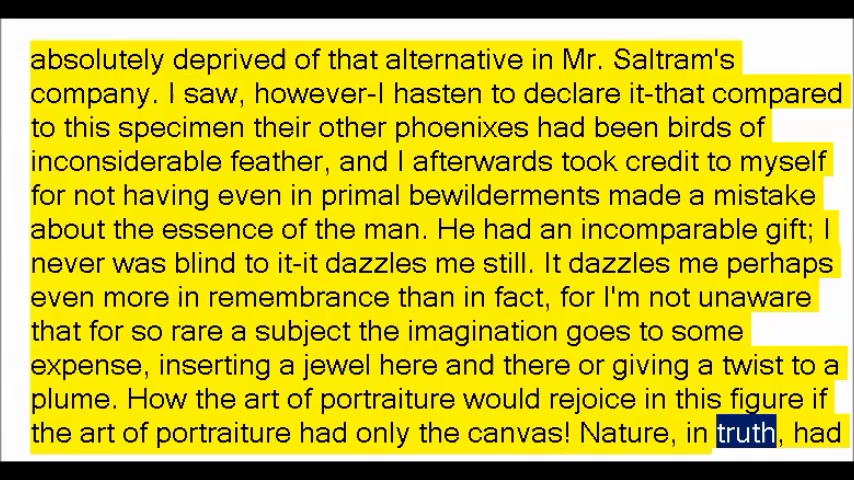 absolutely deprived of that alternative in Mr. Saltram's
company. I saw, however-I hasten to declare it-that compared
to this specimen their other phoenixes had been birds of
inconsiderable feather, and I afterwards took credit to myself
for not having even in primal bewilderments made a mistake
about the essence of the man. He had an incomparable gift; I
never was blind to it-it dazzles me still. It dazzles me perhaps
even more in remembrance than in fact, for I'm not unaware
that for so rare a subject the imagination goes to some
expense, inserting a jewel here and there or giving a twist to a
plume. How the art of portraiture would rejoice in this figure if
the art of portraiture had only the canvas! Nature, in truth, had